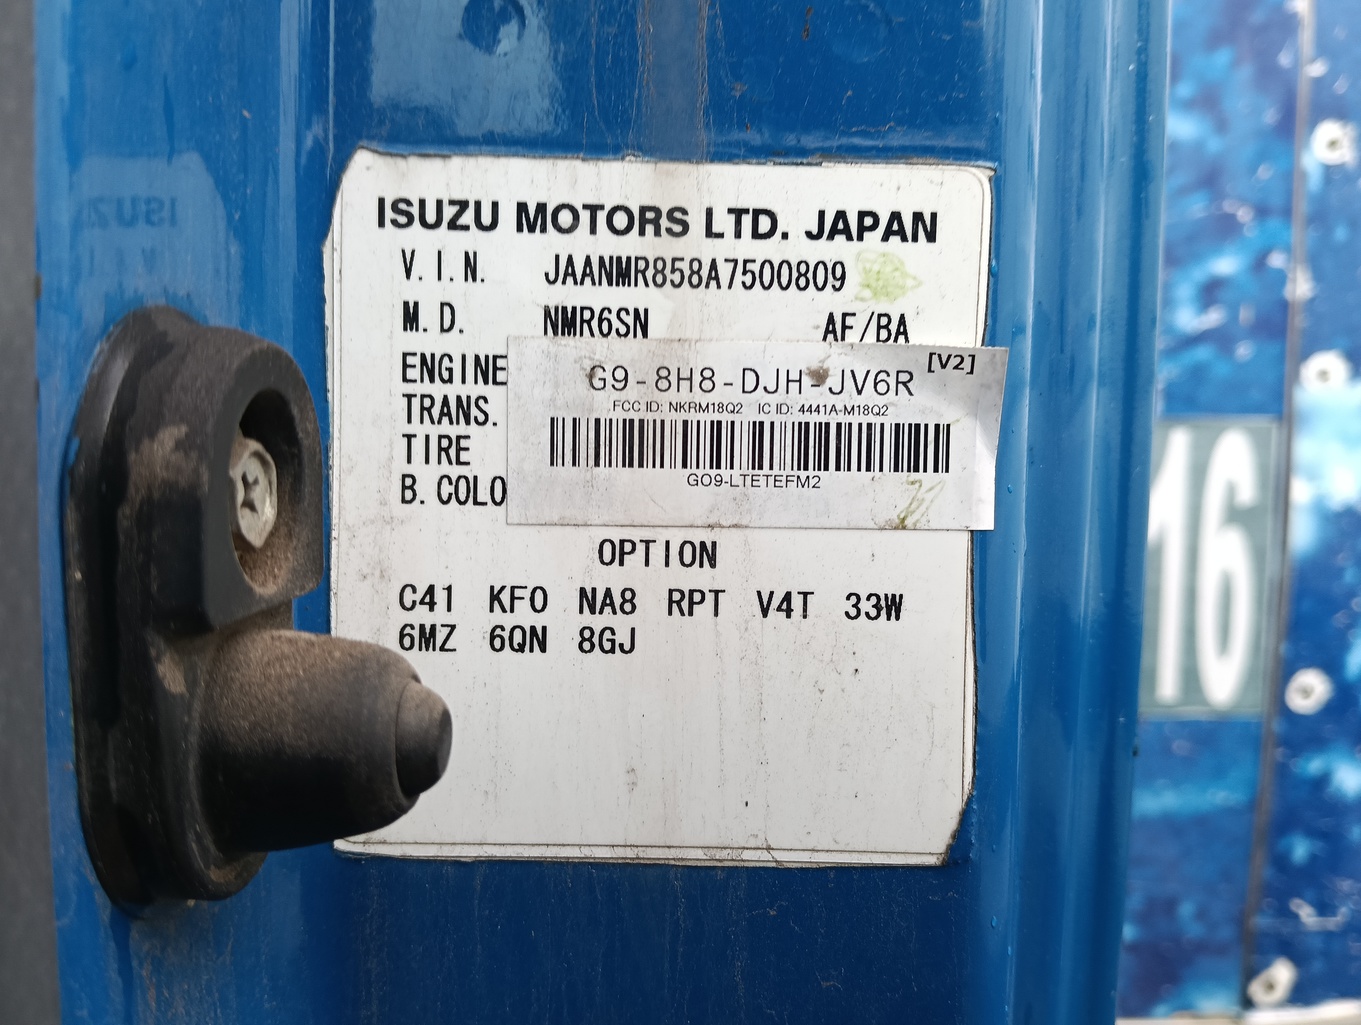 ISUZU MOTORS LTD. JAPAN
V.I.N. JAANMR858A7500809
M.D. NMR6SN AF/BA
ENGINE
TRANS.
TIRE
B. COLO
[V2]
G9-8H8-DJH-JV6R
FCC ID: NKRM18Q2 IC ID: 4441A-M18Q2
GO9-LTETEFM2
OPTION
C41 KF0 NA8 RPT V4T 33W
6MZ 6QN 8GJ
16